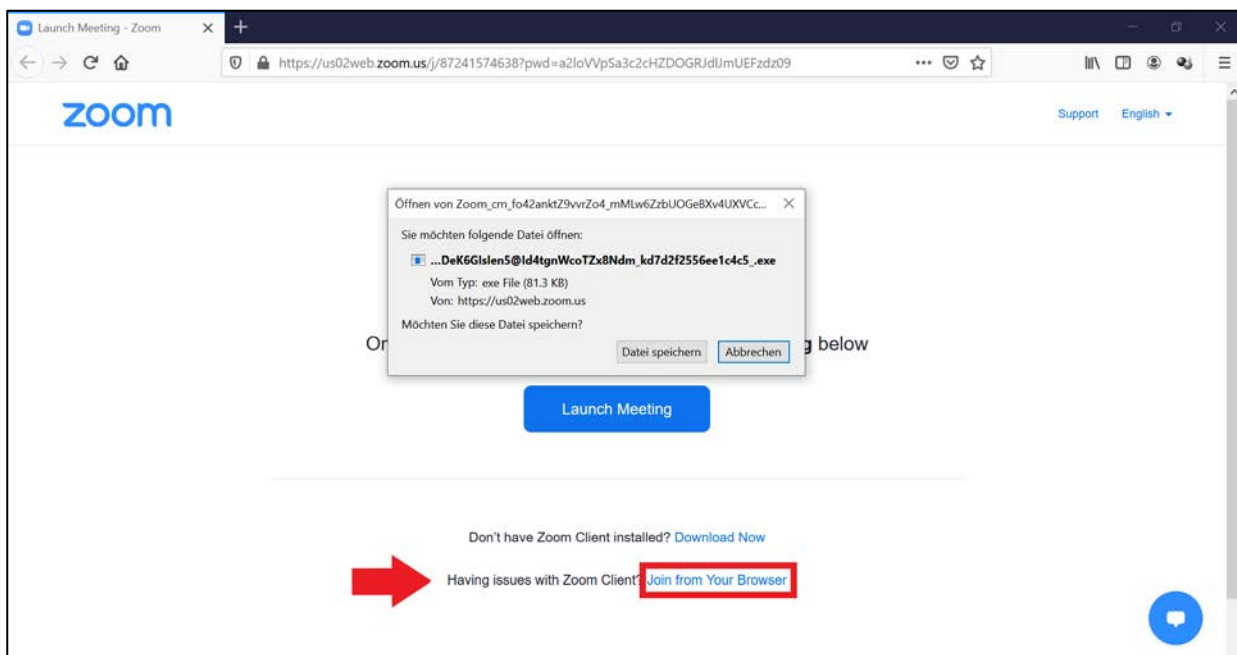 Launch Meeting - Zoom
https://us02web.zoom.us/j/87241574638?pwd=a2loVVpSa3c2cHZDOGRJdlJmUEFzdz09
zoom
Support English
Öffnen von Zoom_cm_fo42anktZ9vvrZo4_mMLw6ZzbUOGeBXv4UXVCc...
Sie möchten folgende Datei öffnen:
...DeK6GIslen5@ld4tgnWcoTZx8Ndm_kd7d2f2556ee1c4c5_.exe
Vom Typ: exe File (81.3 KB)
Von: https://us02web.zoom.us
Möchten Sie diese Datei speichern?
Datei speichern Abbrechen
below
Launch Meeting
Don't have Zoom Client installed? Download Now
Having issues with Zoom Client? Join from Your Browser